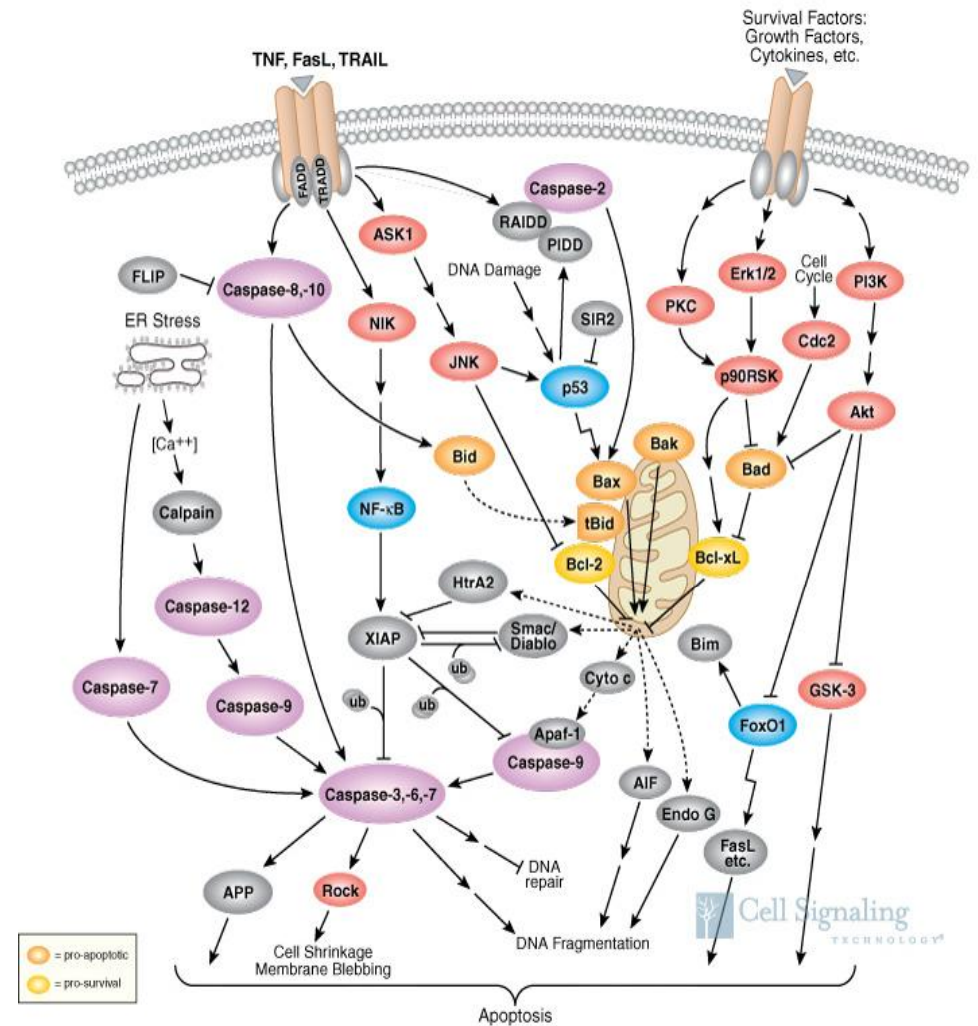 Survival Factors:
Growth Factors,
Cytokines, etc.
TNF, FasL, TRAIL
FADD
TRADD
Caspase-2
RAIDD
PIDD
ASK1
DNA Damage
FLIP
Caspase-8,-10
Erk1/2
Cell
Cycle
PI3K
PKC
ER Stress
NIK
SIR2
Cdc2
JNK
p53
p90RSK
Akt
[Ca++]
Bid
Bak
Bax
Bad
Calpain
NF-κB
tBid
Bcl-2
Bcl-xL
HtrA2
Caspase-12
XIAP
Smac/
Diablo
Bim
ub
Cyto c
Caspase-7
ub
ub
GSK-3
Caspase-9
FoxO1
Apaf-1
Caspase-9
Caspase-3,-6,-7
AIF
Endo G
FasL
etc.
DNA
repair
APP
Rock
Cell Signaling
TECHNOLOGY®
DNA Fragmentation
Cell Shrinkage
Membrane Blebbing
= pro-apoptotic
= pro-survival
Apoptosis